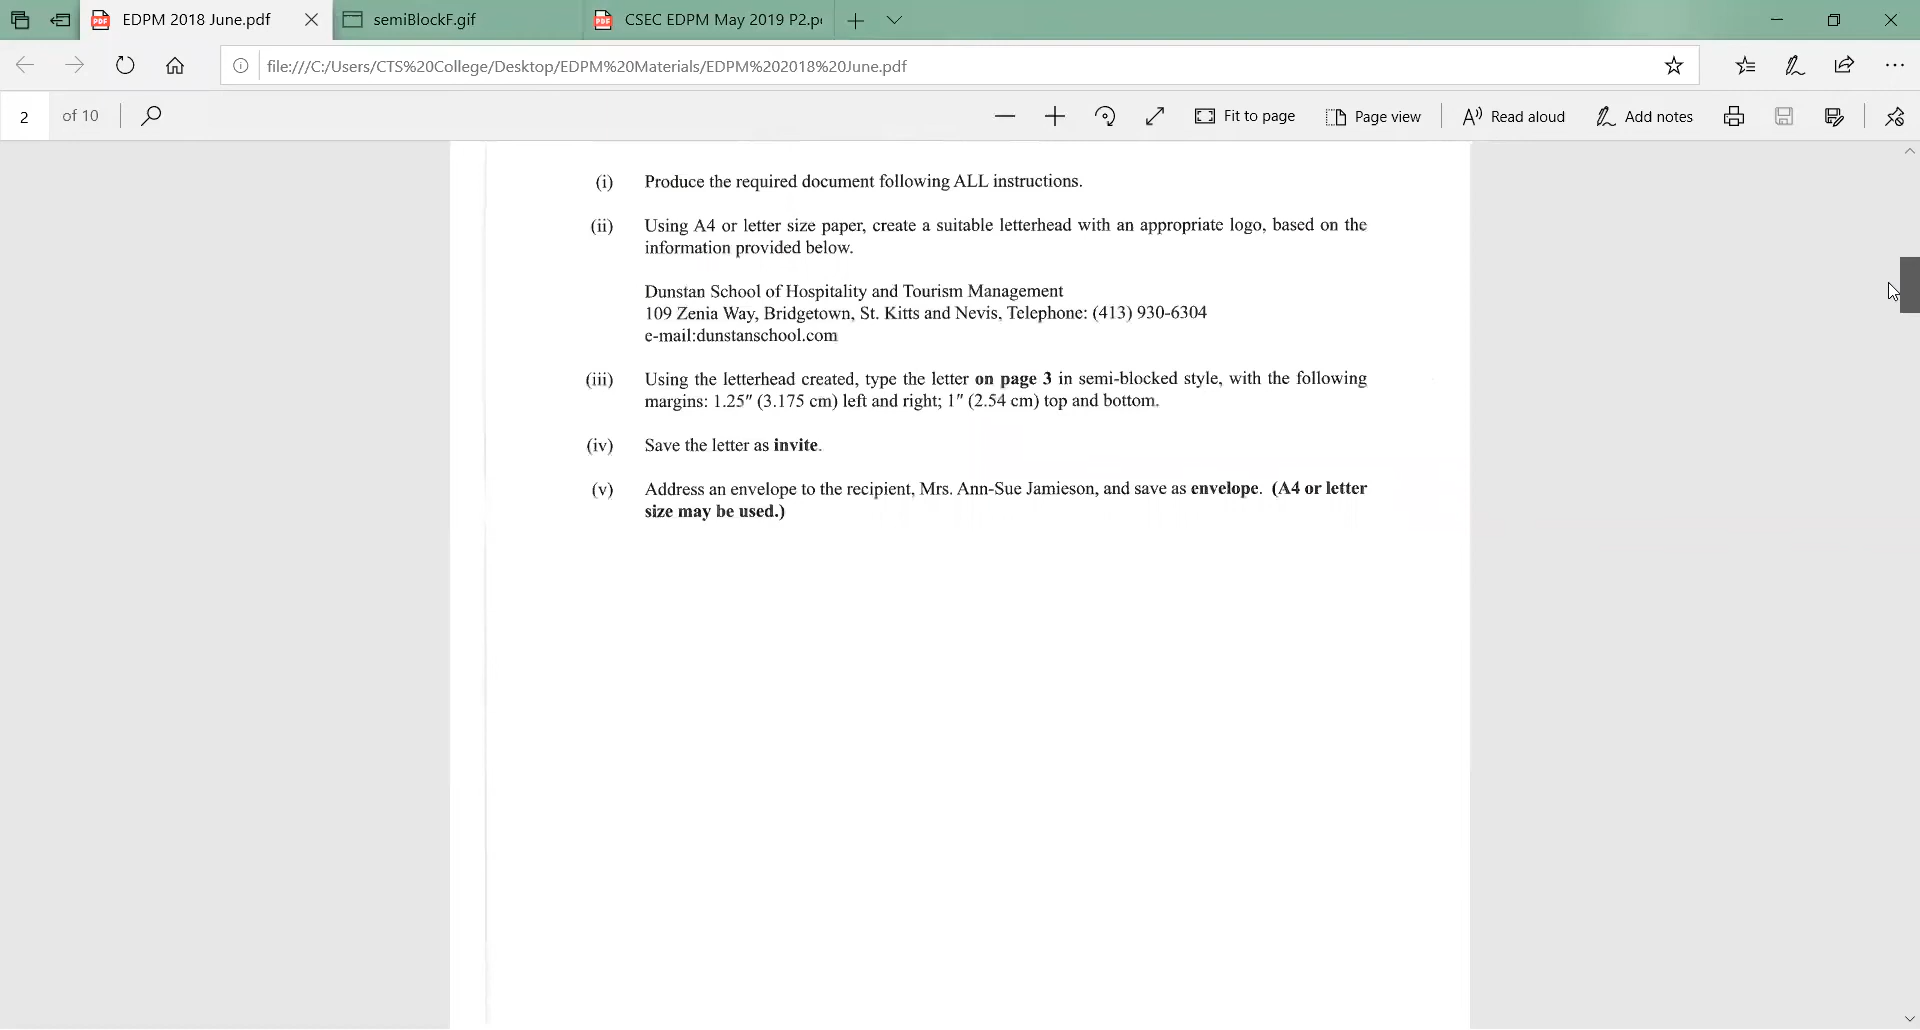 EDPM 2018 June.pdf
semiBlockF.gif
CSEC EDPM May 2019 P2.p
file:///C:/Users/CTS%20College/Desktop/EDPM%20Materials/EDPM%202018%20June.pdf
2 of 10
Fit to page
Page view
Read aloud
Add notes
(i) Produce the required document following ALL instructions.
(ii) Using A4 or letter size paper, create a suitable letterhead with an appropriate logo, based on the
information provided below.
Dunstan School of Hospitality and Tourism Management
109 Zenia Way, Bridgetown, St. Kitts and Nevis, Telephone: (413) 930-6304
e-mail:dunstanschool.com
(iii) Using the letterhead created, type the letter on page 3 in semi-blocked style, with the following
margins: 1.25″ (3.175 cm) left and right; 1″ (2.54 cm) top and bottom.
(iv) Save the letter as invite.
(v) Address an envelope to the recipient, Mrs. Ann-Sue Jamieson, and save as envelope. (A4 or letter
size may be used.)